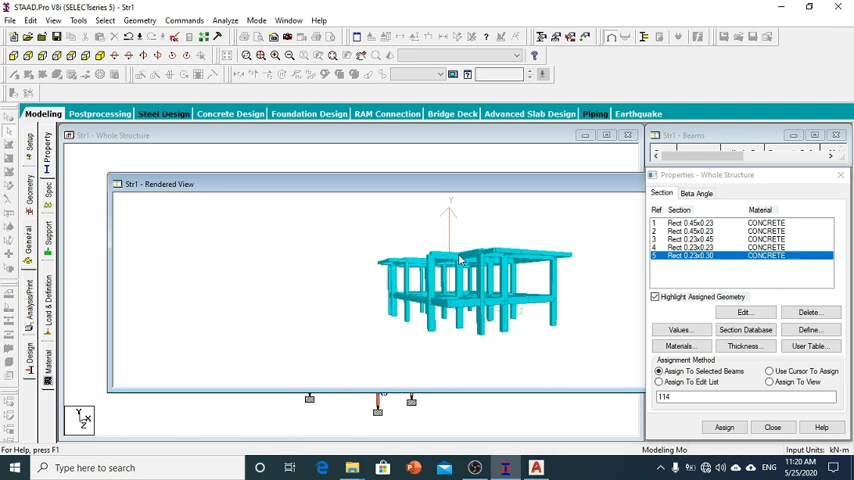 STAAD.Pro V8i (SELECTseries 5) - Str1
File Edit View Tools Select Geometry Commands Analyze Mode Window Help
Modeling Postprocessing Steel Design Concrete Design Foundation Design RAM Connection Bridge Deck Advanced Slab Design Piping Earthquake
Setup
Geometry
General
Analysis/Print
Design
Property
Spec
Support
Load & Definition
Material
Str1 - Whole Structure
Str1 - Rendered View
Y
Z
Y
X
Z
Str1 - Beams
Properties - Whole Structure
Section Beta Angle
Ref Section Material
1 Rect 0.45x0.23 CONCRETE
2 Rect 0.45x0.23 CONCRETE
3 Rect 0.23x0.45 CONCRETE
4 Rect 0.23x0.23 CONCRETE
5 Rect 0.23x0.30 CONCRETE
Highlight Assigned Geometry
Edit... Delete...
Values... Section Database Define...
Materials... Thickness... User Table...
Assignment Method
Assign To Selected Beams Use Cursor To Assign
Assign To Edit List Assign To View
114
Assign Close Help
For Help, press F1
Modeling Mo
Input Units: kN-m
Type here to search
ENG
11:20 AM
5/25/2020